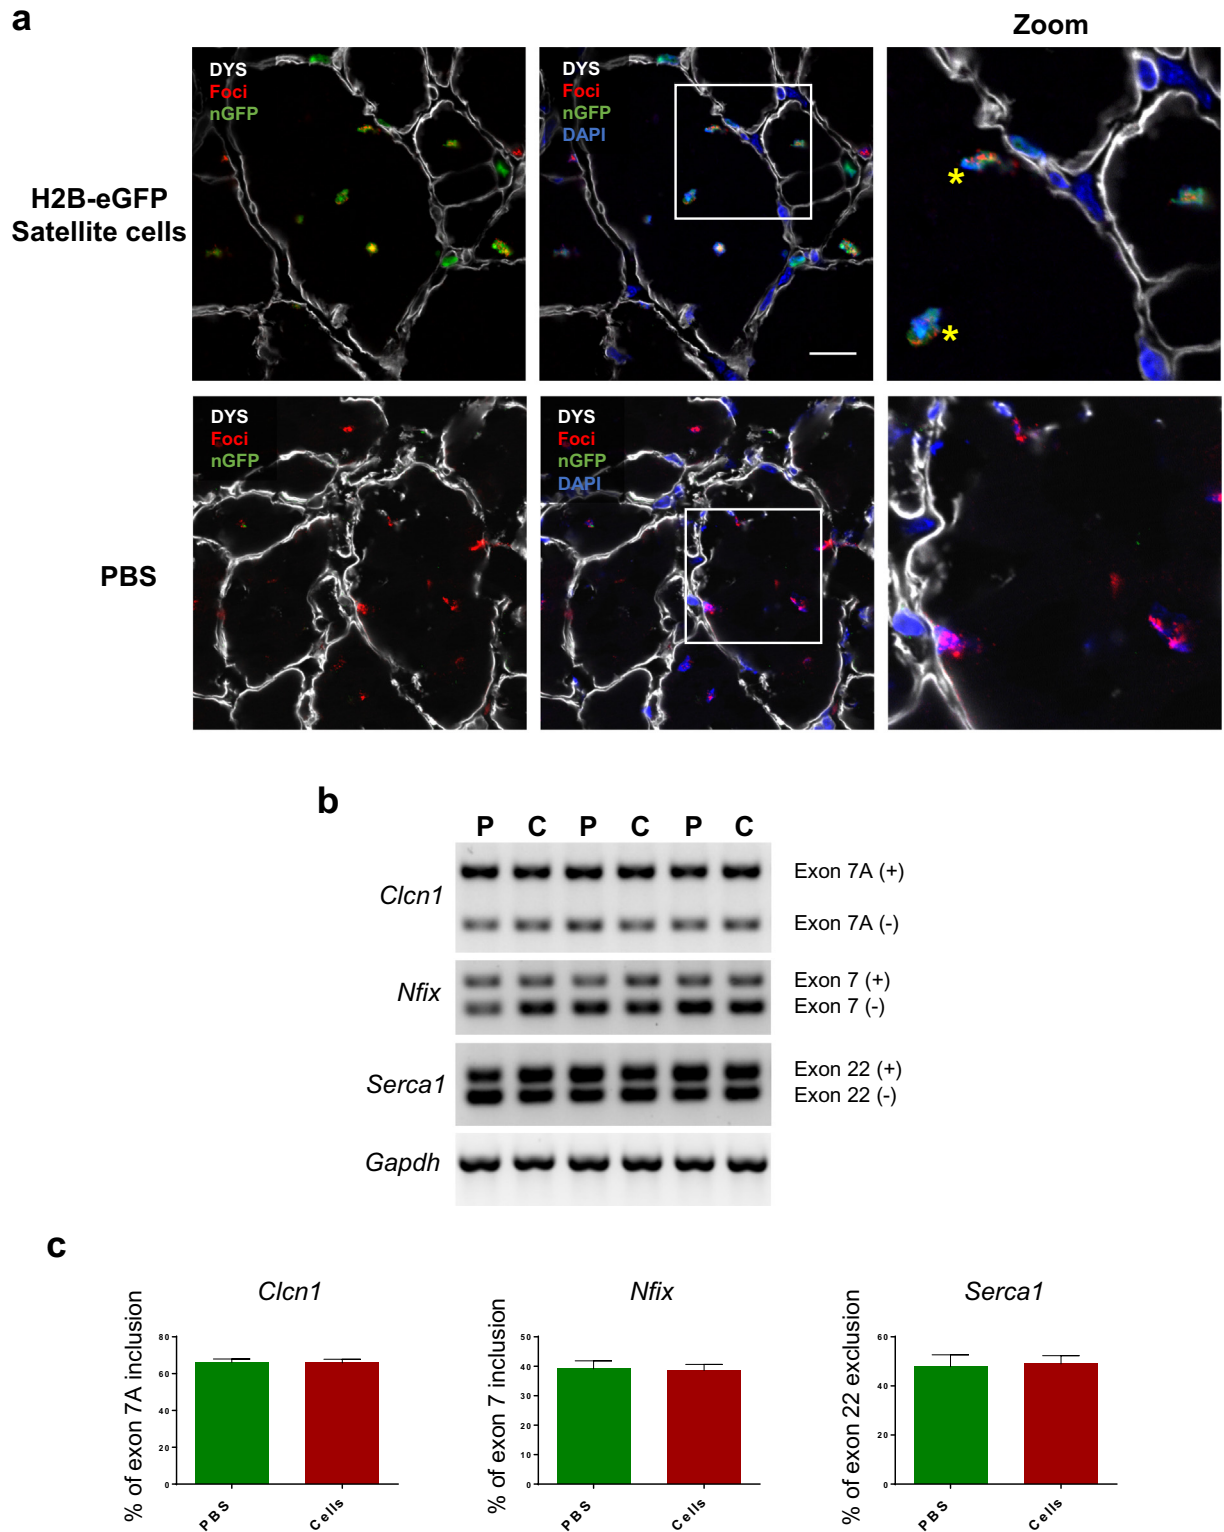 a
Zoom
DYS
Foci
nGFP
DYS
Foci
nGFP
DAPI
H2B-eGFP
Satellite cells
*
*
DYS
Foci
nGFP
DYS
Foci
nGFP
DAPI
PBS
b
P C P C P C
Clcn1
Exon 7A (+)
Exon 7A (-)
Nfix
Exon 7 (+)
Exon 7 (-)
Serca1
Exon 22 (+)
Exon 22 (-)
Gapdh
c
Clcn1
% of exon 7A inclusion
80
60
40
20
0
PBS
Cells
Nfix
% of exon 7 inclusion
50
40
30
20
10
0
PBS
Cells
Serca1
% of exon 22 exclusion
60
40
20
0
PBS
Cells